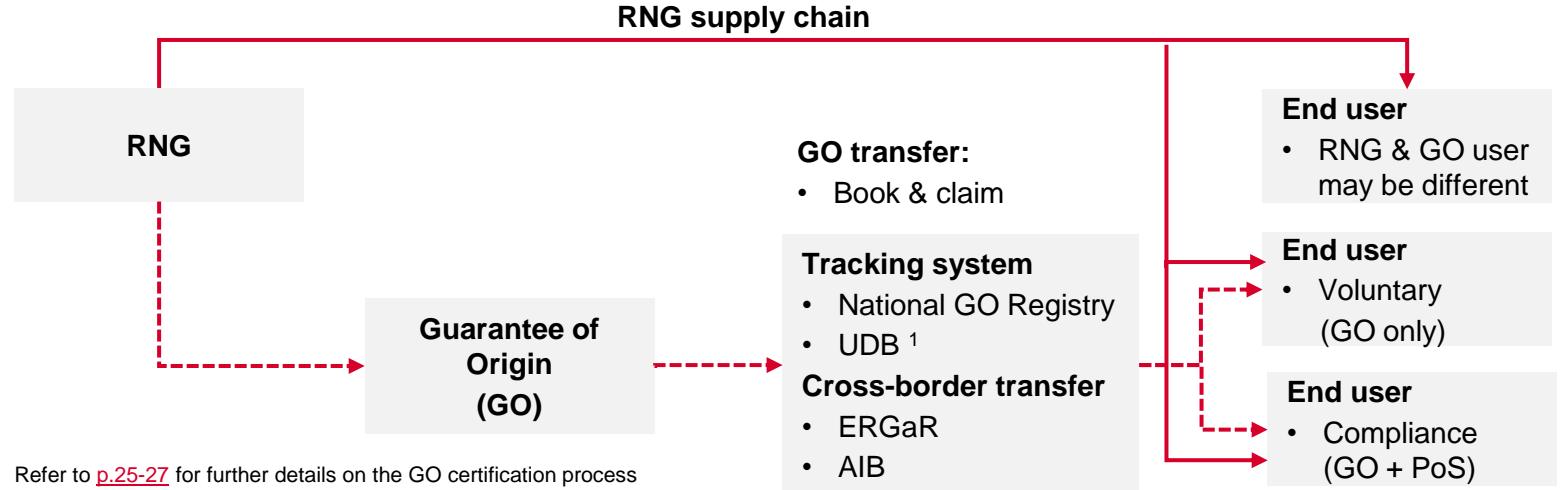 RNG supply chain
RNG
Guarantee of
Origin
(GO)
GO transfer:
• Book & claim
Tracking system
• National GO Registry
• UDB 1
Cross-border transfer
• ERGaR
• AIB
End user
• RNG & GO user
may be different
End user
• Voluntary
(GO only)
End user
• Compliance
(GO + PoS)
Refer to p.25-27 for further details on the GO certification process